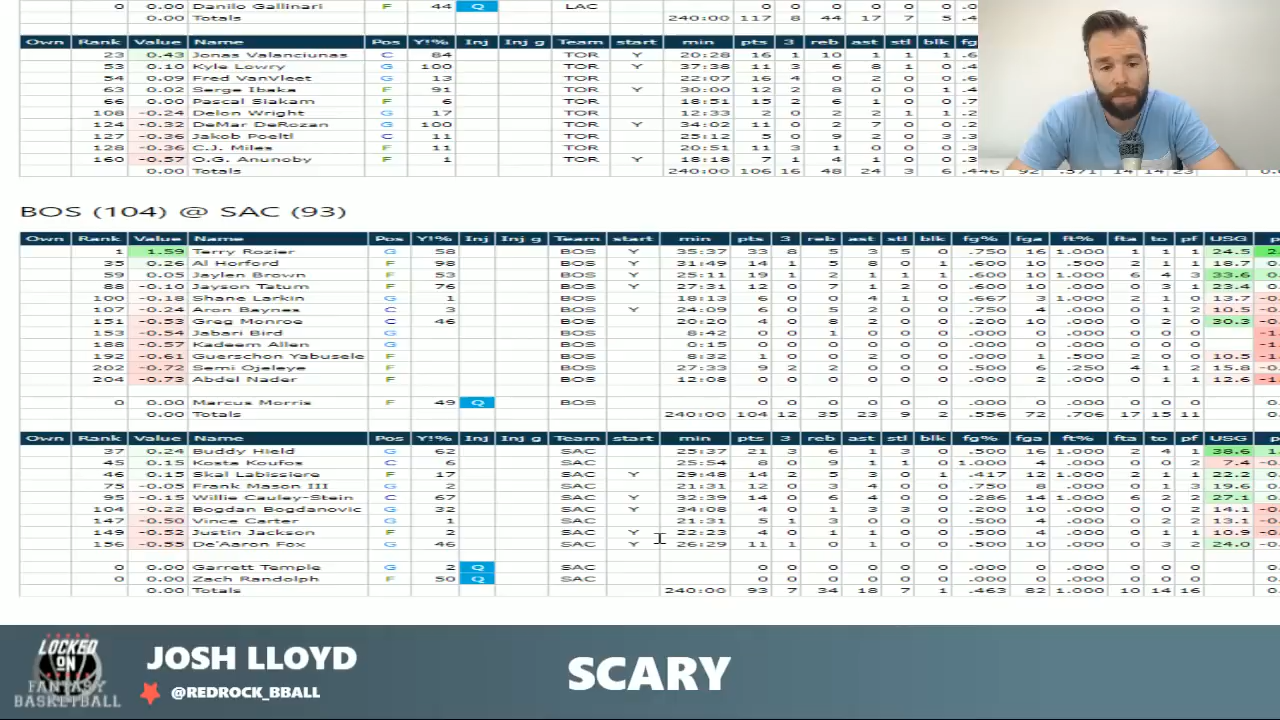 0 0.00 Danilo Gallinari F 44 Q LAC 0 0 0 0 0 0
0.00 Totals 240:00 117 8 44 17 7 5
Own Rank Value Name Pos Y!% Inj Inj g Team start min pts 3 reb ast stl blk fg
23 0.43 Jonas Valanciunas C 84 TOR Y 20:28 16 1 10 1 1 1
53 0.10 Kyle Lowry G 100 TOR Y 37:38 11 3 6 8 1 0
54 0.09 Fred VanVleet G 13 TOR 22:07 16 4 0 2 0 0
63 0.02 Serge Ibaka F 91 TOR Y 30:00 12 2 8 0 0
66 0.00 Pascal Siakam F 6 TOR 18:51 15 2 6 1 0
108 -0.24 Delon Wright G 17 TOR 12:33 2 0 2 2 1 1
124 -0.32 DeMar DeRozan G 100 TOR Y 34:02 11 0 2 7 0 0
127 -0.36 Jakob Poeltl C 11 TOR 25:12 5 0 9 2 0 3
128 -0.36 C.J. Miles F 11 TOR 20:51 11 3 1 0 0 0
160 -0.57 O.G. Anunoby F 1 TOR Y 18:18 7 1 4 1 0 0
0.00 Totals 240:00 106 16 48 24 3 6
BOS (104) @ SAC (93)
Own Rank Value Name Pos Y!% Inj Inj g Team start min pts 3 reb ast stl blk fg% fga ft% fta to pf USG
1 1.59 Terry Rozier G 58 BOS Y 35:37 33 8 5 3 5 0 .750 16 1.000 1 1 1 24.5
35 0.26 Al Horford F 98 BOS Y 31:49 14 1 5 8 0 1 .600 10 .500 2 1 1 18.7
59 0.05 Jaylen Brown G 53 BOS Y 25:11 19 1 2 1 1 1 .600 10 1.000 6 4 3 33.6
88 -0.10 Jayson Tatum F 76 BOS Y 27:31 12 0 7 1 2 0 .600 10 .000 0 3 1 23.4
100 -0.18 Shane Larkin G 1 BOS 18:13 6 0 0 4 1 0 .667 3 1.000 2 1 0 13.7
107 -0.24 Aron Baynes C 3 BOS Y 24:09 6 0 5 2 0 0 .750 4 .000 0 1 1 10.5
151 -0.53 Greg Monroe C 46 BOS 20:20 4 0 8 2 0 0 .200 10 .000 0 2 0 30.3
153 -0.54 Jabari Bird G BOS 8:42 0 0 1 0 0 0 .000 0 .000 0 0 1
188 -0.57 Kadeem Allen G BOS 0:15 0 0 0 0 0 0 .000 0 .000 0 0 0
192 -0.61 Guerschon Yabusele F BOS 8:32 1 0 0 2 0 0 .000 1 .500 2 0 0 10.5
202 -0.72 Semi Ojeleye F BOS 27:33 9 2 2 0 0 0 .500 6 .250 4 1 2 15.8
204 -0.73 Abdel Nader F BOS 12:08 0 0 0 0 0 0 .000 2 .000 0 1 1 12.6
0 0.00 Marcus Morris F 49 Q BOS 0 0 0 0 0 0 .000 0 .000 0 0 0
0.00 Totals 240:00 104 12 35 23 9 2 .556 72 .706 17 15 11
Own Rank Value Name Pos Y!% Inj Inj g Team start min pts 3 reb ast stl blk fg% fga ft% fta to pf USG
37 0.24 Buddy Hield G 62 SAC 25:37 21 3 6 1 3 0 .500 16 1.000 2 4 1 38.6
45 0.15 Kosta Koufos C 6 SAC 25:54 8 0 9 1 1 0 1.000 4 .000 0 0 2 7.4
46 0.15 Skal Labissiere F 17 SAC Y 29:48 14 2 5 1 1 1 .417 12 1.000 2 1 1 22.2
75 -0.05 Frank Mason III G 2 SAC 21:31 12 0 3 4 0 0 .750 8 .000 0 4 0 19.6
95 -0.15 Willie Cauley-Stein C 67 SAC Y 32:39 14 0 6 4 0 0 .286 14 1.000 6 2 2 27.1
104 -0.22 Bogdan Bogdanovic G 32 SAC Y 34:08 4 0 1 3 3 0 .200 10 .000 0 0 2 14.1
147 -0.50 Vince Carter G 1 SAC 21:31 5 1 3 0 0 0 .500 4 .000 0 1 1 13.1
149 -0.52 Justin Jackson F 2 SAC Y 22:23 4 0 1 1 0 0 .500 4 .000 0 1 4 10.9
156 -0.55 De'Aaron Fox G 46 SAC Y 26:29 11 1 0 1 0 0 .500 10 .000 0 3 2 24.0
0 0.00 Garrett Temple G 2 Q SAC 0 0 0 0 0 0 .000 0 .000 0 0 0
0 0.00 Zach Randolph F 50 Q SAC 0 0 0 0 0 0 .000 0 .000 0 0 0
0.00 Totals 240:00 93 7 34 18 7 1 .463 82 1.000 10 14 16
LOCKED ON
FANTASY BASKETBALL
JOSH LLOYD
@REDROCK_BBALL
SCARY